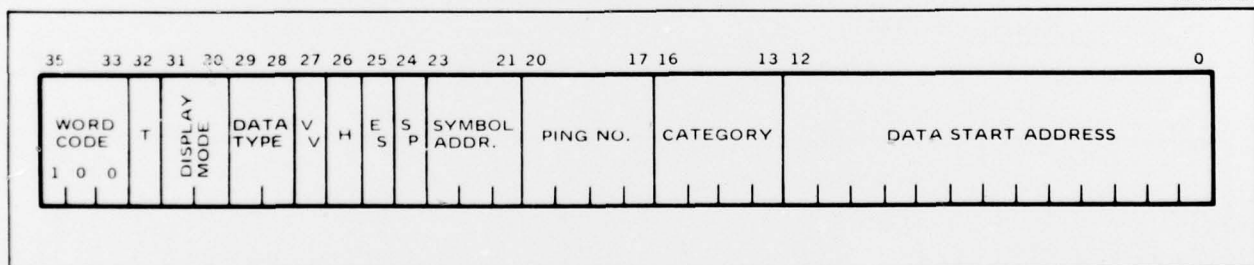 35 33 32 31 30 29 28 27 26 25 24 23 21 20 17 16 13 12 0
WORD CODE
1 0 0
T
DISPLAY MODE
DATA TYPE
V V
H
E S
S P
SYMBOL ADDR.
PING NO.
CATEGORY
DATA START ADDRESS